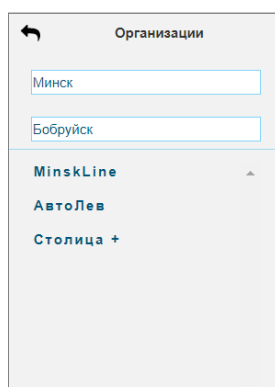 Организации
Минск
Бобруйск
MinskLine
АвтоЛев
Столица +